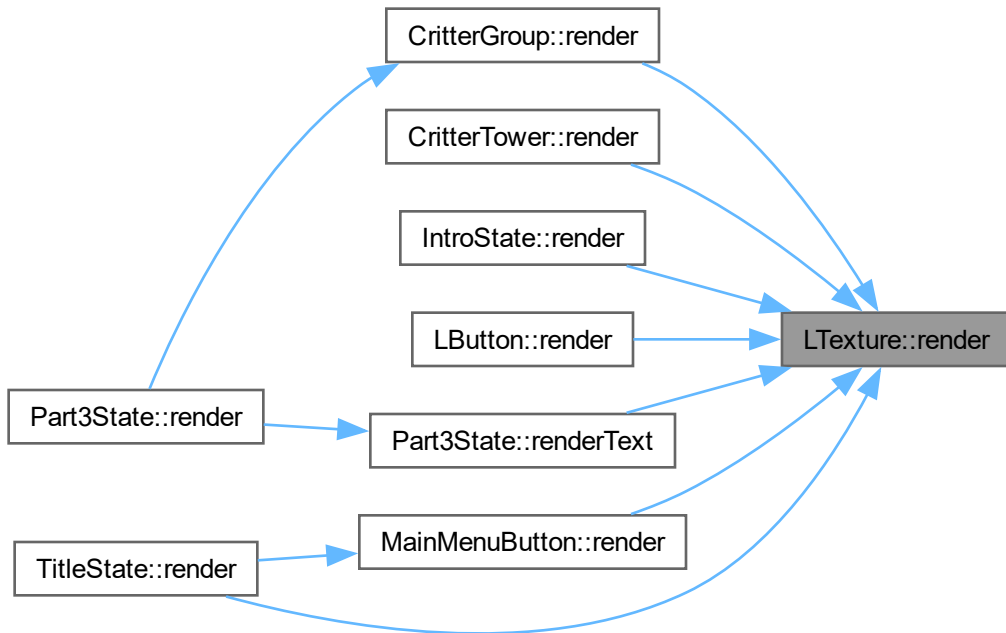 CritterGroup::render
CritterTower::render
IntroState::render
LButton::render
LTexture::render
Part3State::render
Part3State::renderText
MainMenuButton::render
TitleState::render